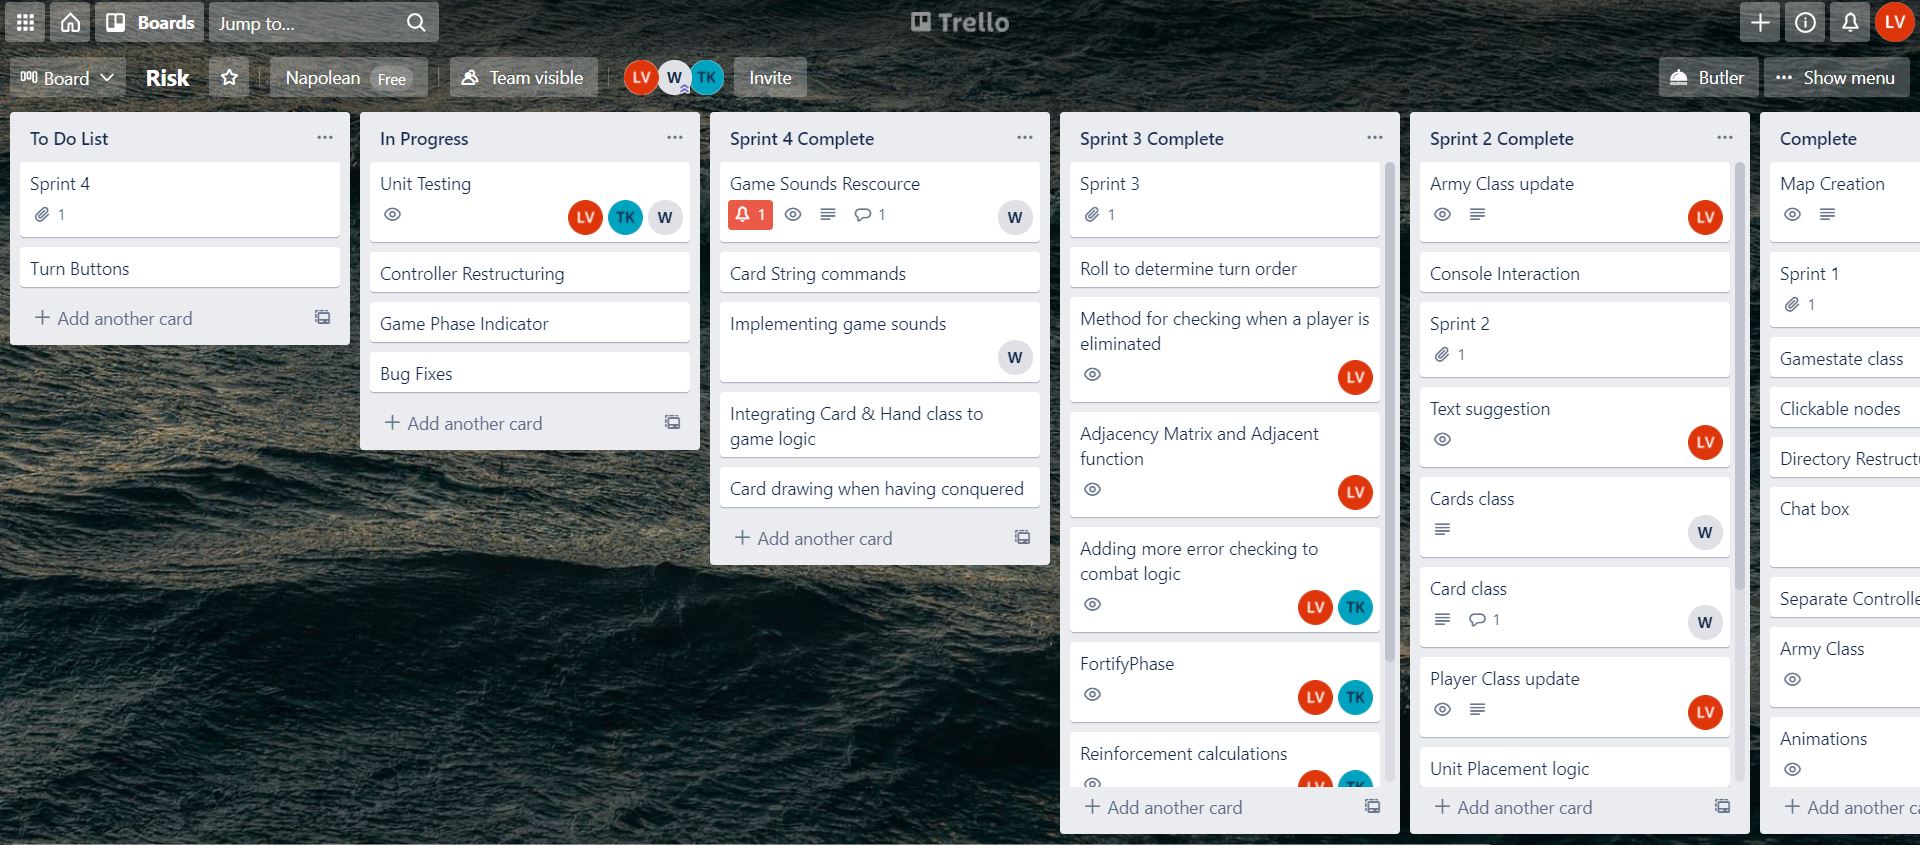 Boards
Jump to...
Trello
LV
Board
Risk
Napolean Free
Team visible
LV W TK
Invite
Butler
... Show menu
To Do List
Sprint 4
1
Turn Buttons
+ Add another card
In Progress
Unit Testing
LV TK W
Controller Restructuring
Game Phase Indicator
Bug Fixes
+ Add another card
Sprint 4 Complete
Game Sounds Rescource
1 1
W
Card String commands
Implementing game sounds
W
Integrating Card & Hand class to
game logic
Card drawing when having conquered
+ Add another card
Sprint 3 Complete
Sprint 3
1
Roll to determine turn order
Method for checking when a player is
eliminated
LV
Adjacency Matrix and Adjacent
function
LV
Adding more error checking to
combat logic
LV TK
FortifyPhase
LV TK
Reinforcement calculations
LV TK
+ Add another card
Sprint 2 Complete
Army Class update
LV
Console Interaction
Sprint 2
1
Text suggestion
LV
Cards class
W
Card class
1
W
Player Class update
LV
Unit Placement logic
+ Add another card
Complete
Map Creation
Sprint 1
1
Gamestate class
Clickable nodes
Directory Restructu
Chat box
Separate Controlle
Army Class
Animations
+ Add another ca